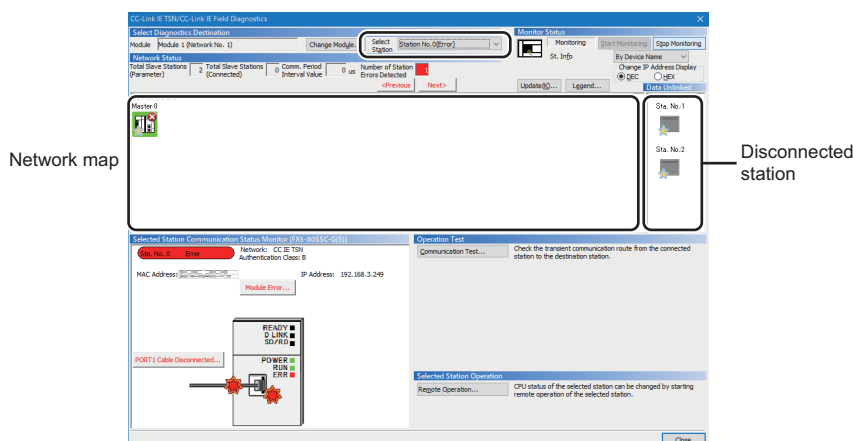 CC-Link IE TSN/CC-Link IE Field Diagnostics
Select Diagnostics Destination
Module Module 1 (Network No. 1) Change Module... Select Station Station No.0(Error)
Monitor Status
Monitoring Start Monitoring Stop Monitoring
St. Info By Device Name
Network Status
Total Slave Stations (Parameter) 2 Total Slave Stations (Connected) 0 Comm. Period Interval Value 0 us Number of Station Errors Detected 1
Change IP Address Display
DEC HEX
<Previous Next>
Update(K)... Legend...
Data Unlinked
Master:0
Sta. No.:1
Sta. No.:2
Network map
Disconnected
station
Selected Station Communication Status Monitor (FX5-80SSC-G(S))
Sta. No. 0 Error
Network: CC IE TSN
Authentication Class: B
MAC Address:
IP Address: 192.168.3.249
Module Error...
READY
D LINK
SD/RD
POWER
RUN
ERR
PORT1 Cable Disconnected...
Operation Test
Communication Test...
Check the transient communication route from the connected
station to the destination station.
Selected Station Operation
Remote Operation...
CPU status of the selected station can be changed by starting
remote operation of the selected station.
Close